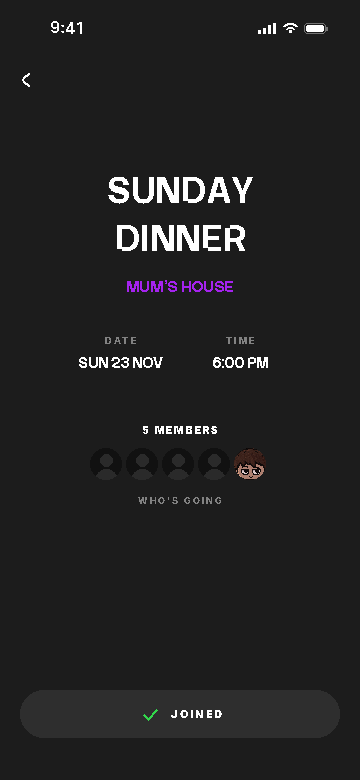 9:41
SUNDAY
DINNER
MUM'S HOUSE
DATE
TIME
SUN 23 NOV
6:00 PM
5 MEMBERS
WHO'S GOING
JOINED